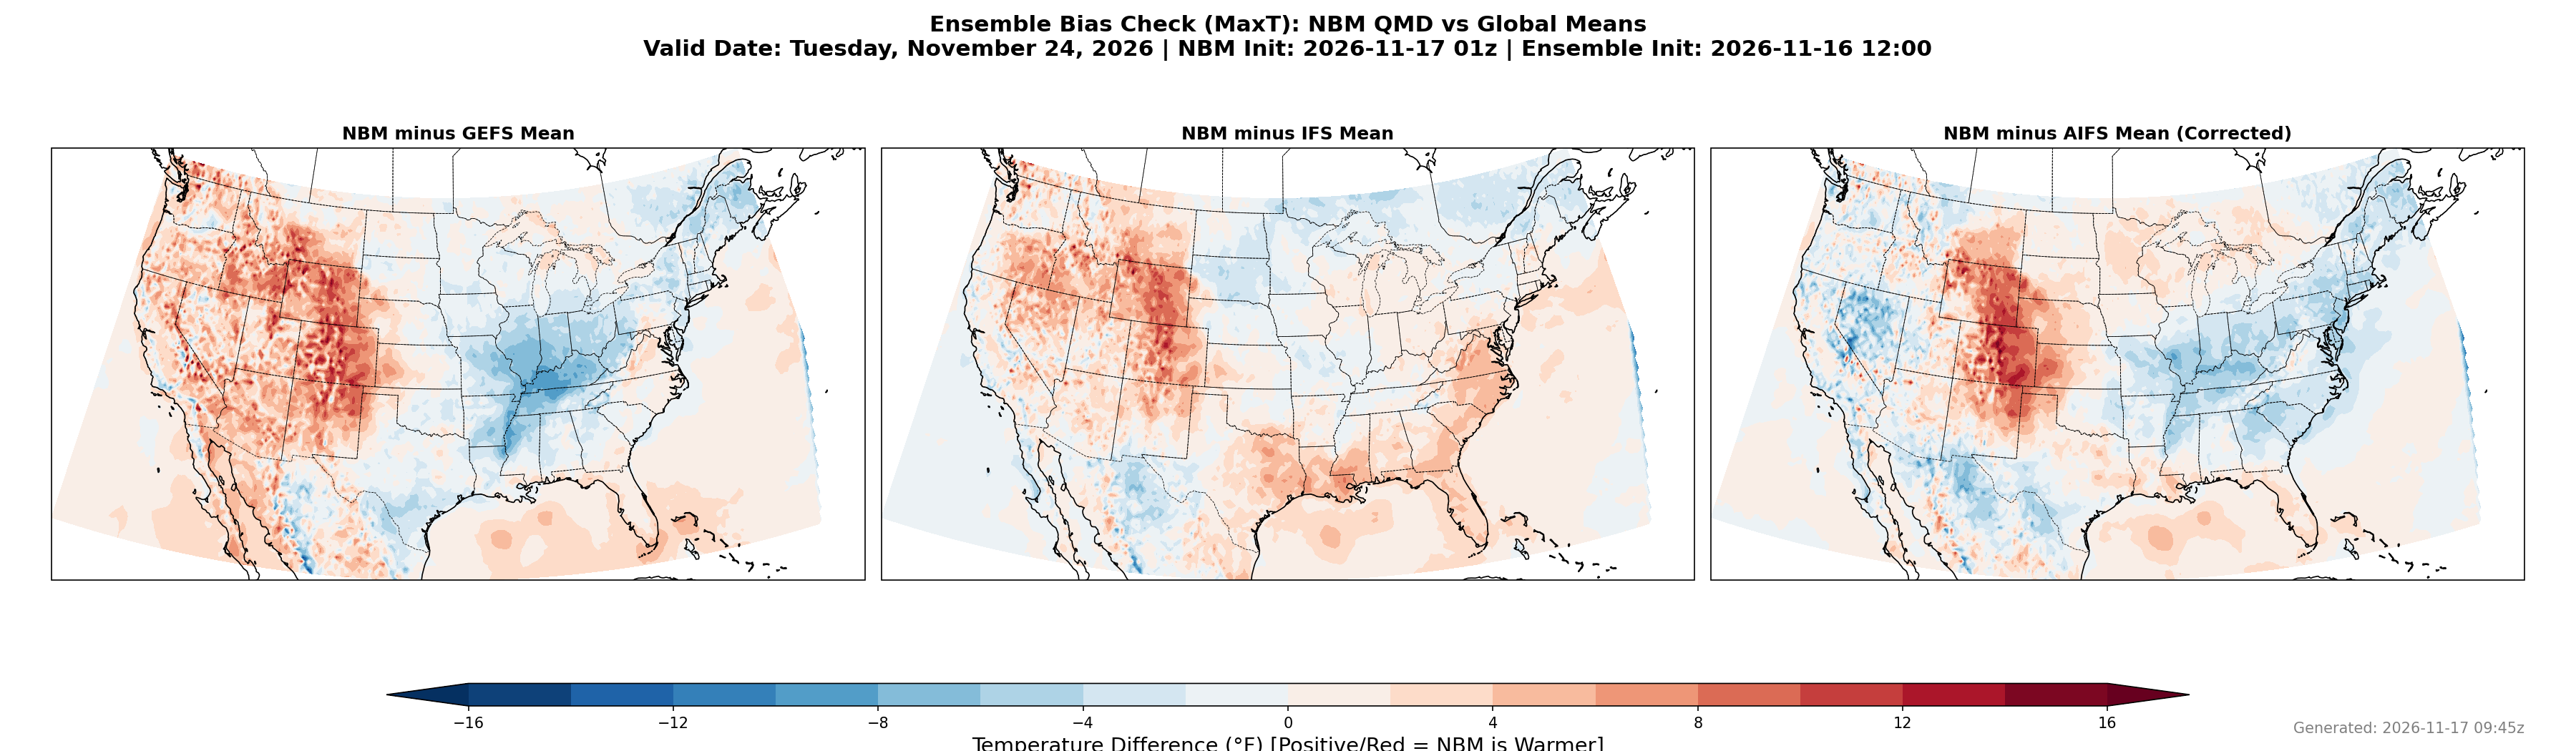 Ensemble Bias Check (MaxT): NBM QMD vs Global Means
Valid Date: Tuesday, November 24, 2026 | NBM Init: 2026-11-17 01z | Ensemble Init: 2026-11-16 12:00
NBM minus GEFS Mean
NBM minus IFS Mean
NBM minus AIFS Mean (Corrected)
−16 −12 −8 −4 0 4 8 12 16
Temperature Difference (°F) [Positive/Red = NBM is Warmer]
Generated: 2026-11-17 09:45z